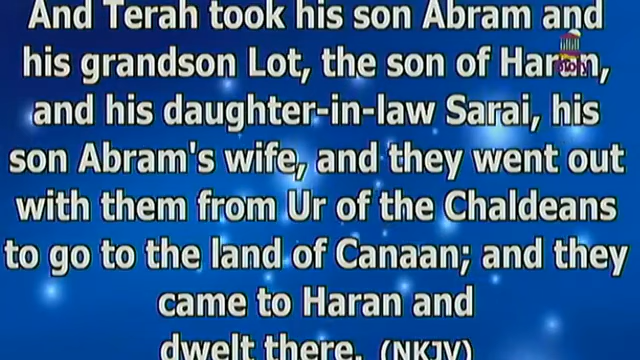 And Terah took his son Abram and
his grandson Lot, the son of Haran,
and his daughter-in-law Sarai, his
son Abram's wife, and they went out
with them from Ur of the Chaldeans
to go to the land of Canaan; and they
came to Haran and
dwelt there. (NKJV)